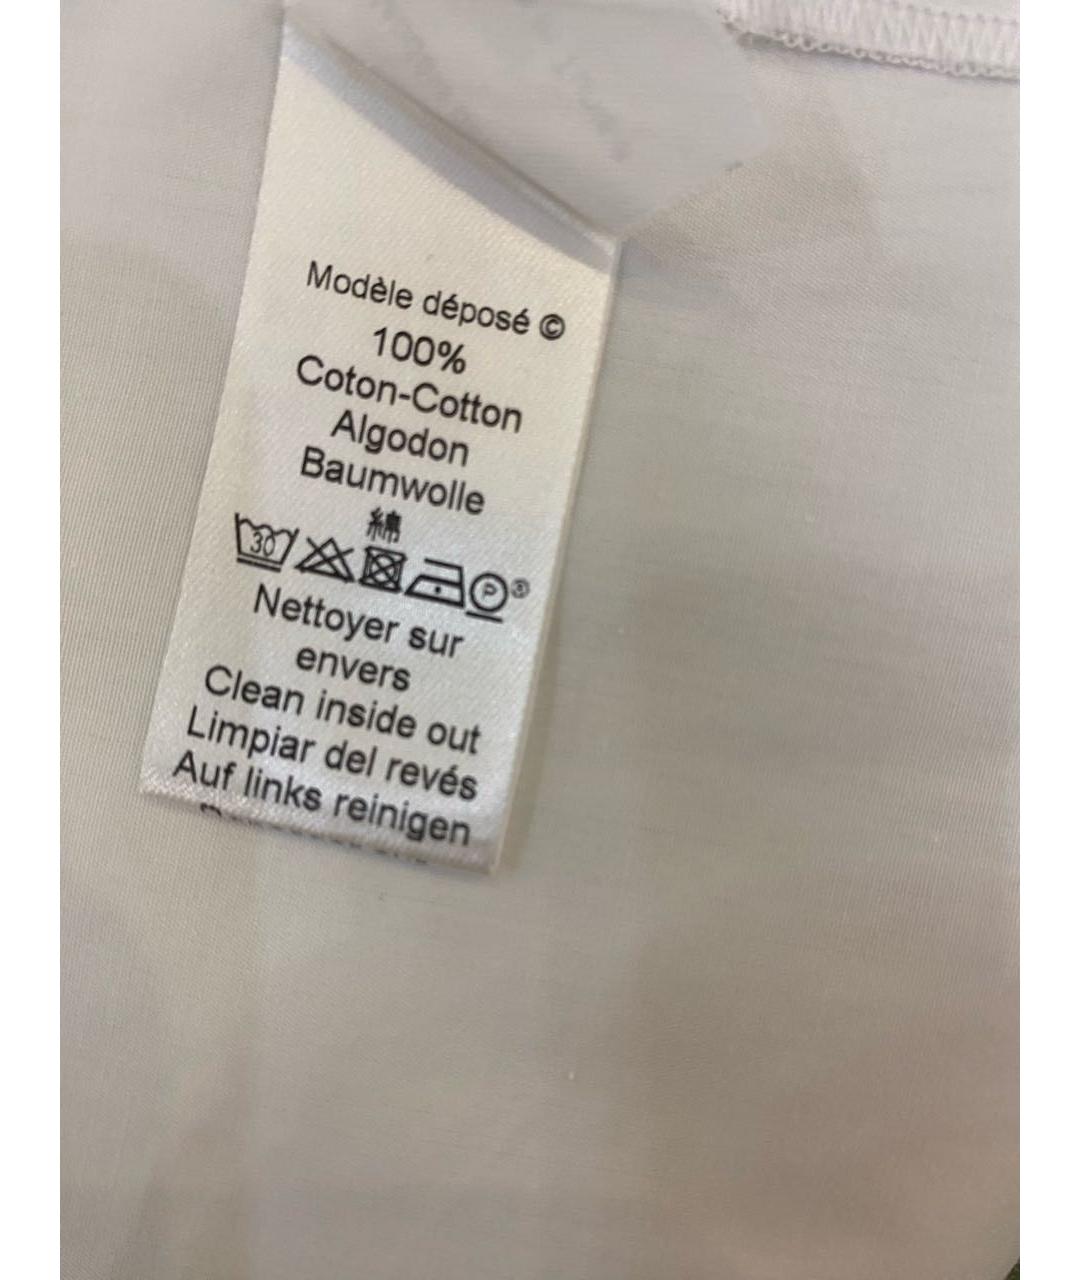 Modèle déposé ©
100%
Coton-Cotton
Algodon
Baumwolle
綿
30 P ®
Nettoyer sur
envers
Clean inside out
Limpiar del revés
Auf links reinigen